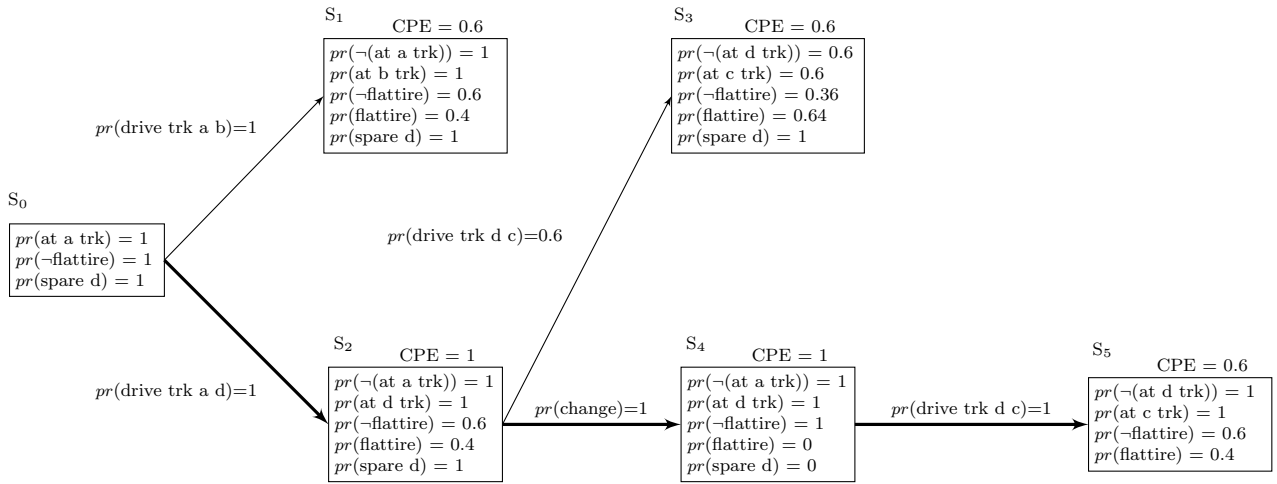 S₁
CPE = 0.6
pr(¬(at a trk)) = 1
pr(at b trk) = 1
pr(¬flattire) = 0.6
pr(flattire) = 0.4
pr(spare d) = 1
S₃
CPE = 0.6
pr(¬(at d trk)) = 0.6
pr(at c trk) = 0.6
pr(¬flattire) = 0.36
pr(flattire) = 0.64
pr(spare d) = 1
pr(drive trk a b)=1
S₀
pr(at a trk) = 1
pr(¬flattire) = 1
pr(spare d) = 1
pr(drive trk d c)=0.6
pr(drive trk a d)=1
S₂
CPE = 1
pr(¬(at a trk)) = 1
pr(at d trk) = 1
pr(¬flattire) = 0.6
pr(flattire) = 0.4
pr(spare d) = 1
pr(change)=1
S₄
CPE = 1
pr(¬(at a trk)) = 1
pr(at d trk) = 1
pr(¬flattire) = 1
pr(flattire) = 0
pr(spare d) = 0
pr(drive trk d c)=1
S₅
CPE = 0.6
pr(¬(at d trk)) = 1
pr(at c trk) = 1
pr(¬flattire) = 0.6
pr(flattire) = 0.4